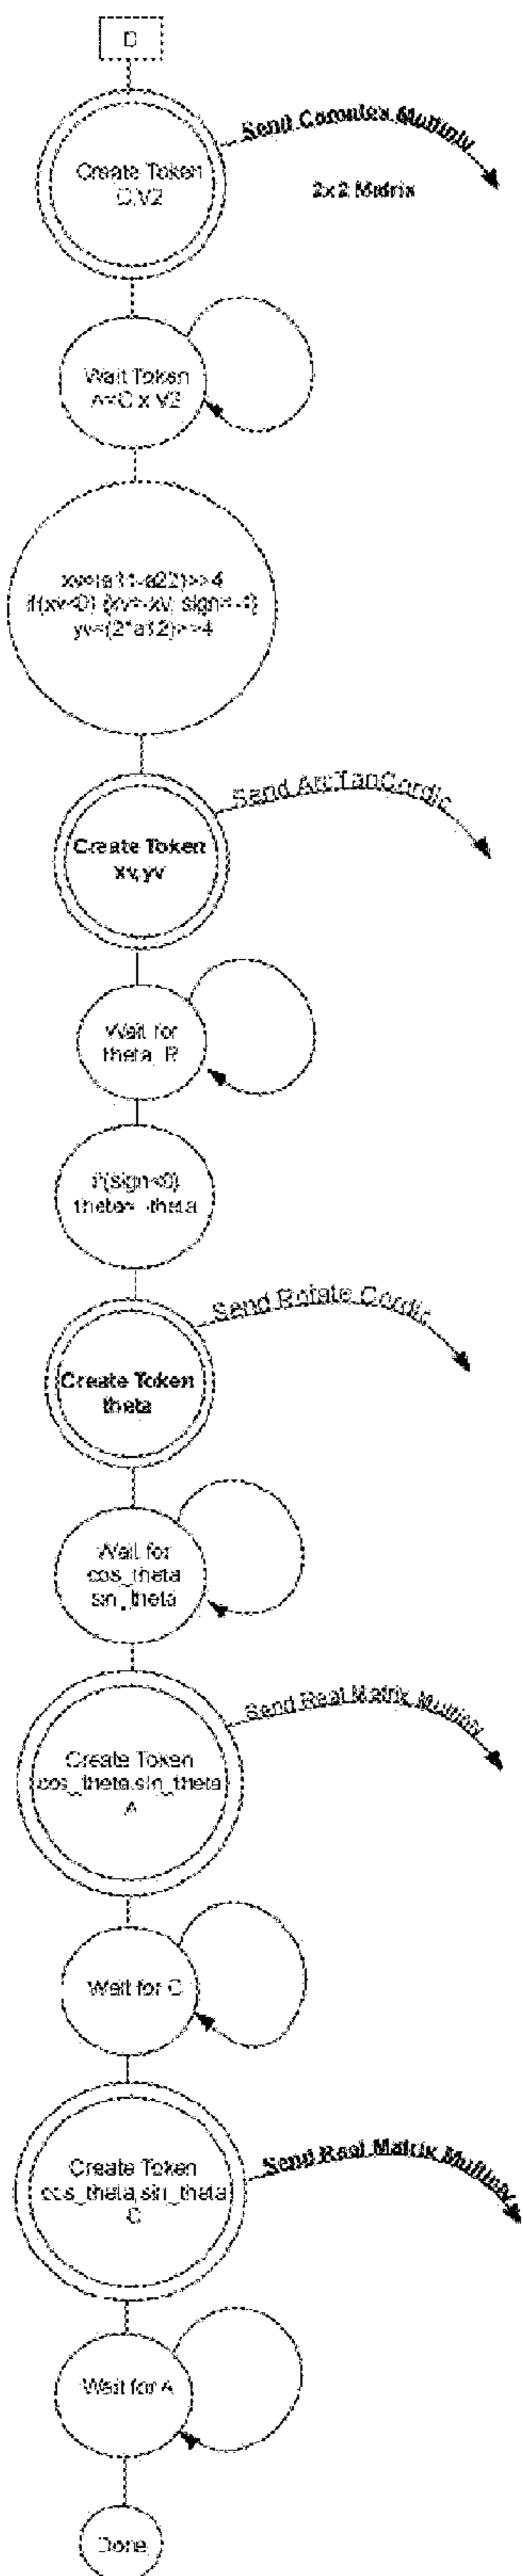 D
Create Token
C,V2
Send Complex Multiply
2x2 Matrix
Wait Token
A=C x V2
xv=(a11-a22)>>4
if(xv<0) {xv=-xv; sign=-1}
yv=(2*a12)>>4
Create Token
xv,yv
Send ArcTanCordic
Wait for
theta, R
if(sign<0)
theta= -theta
Create Token
theta
Send Rotate Cordic
Wait for
cos_theta
sin_theta
Create Token
cos_theta,sin_theta
A
Send Real Matrix Multiply
Wait for C
Create Token
cos_theta,sin_theta
C
Send Real Matrix Multiply
Wait for A
Done